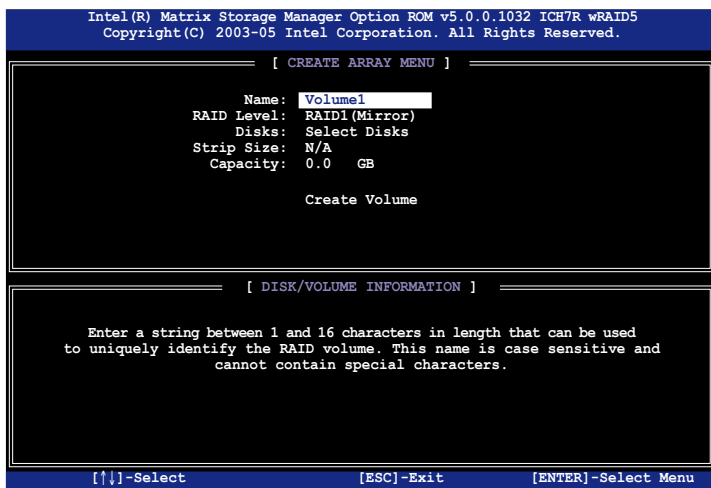 Intel(R) Matrix Storage Manager Option ROM v5.0.0.1032 ICH7R wRAID5
Copyright(C) 2003-05 Intel Corporation. All Rights Reserved.
[ CREATE ARRAY MENU ]
Name: Volume1
RAID Level: RAID1(Mirror)
Disks: Select Disks
Strip Size: N/A
Capacity: 0.0 GB
Create Volume
[ DISK/VOLUME INFORMATION ]
Enter a string between 1 and 16 characters in length that can be used
to uniquely identify the RAID volume. This name is case sensitive and
cannot contain special characters.
[↑↓]-Select [ESC]-Exit [ENTER]-Select Menu